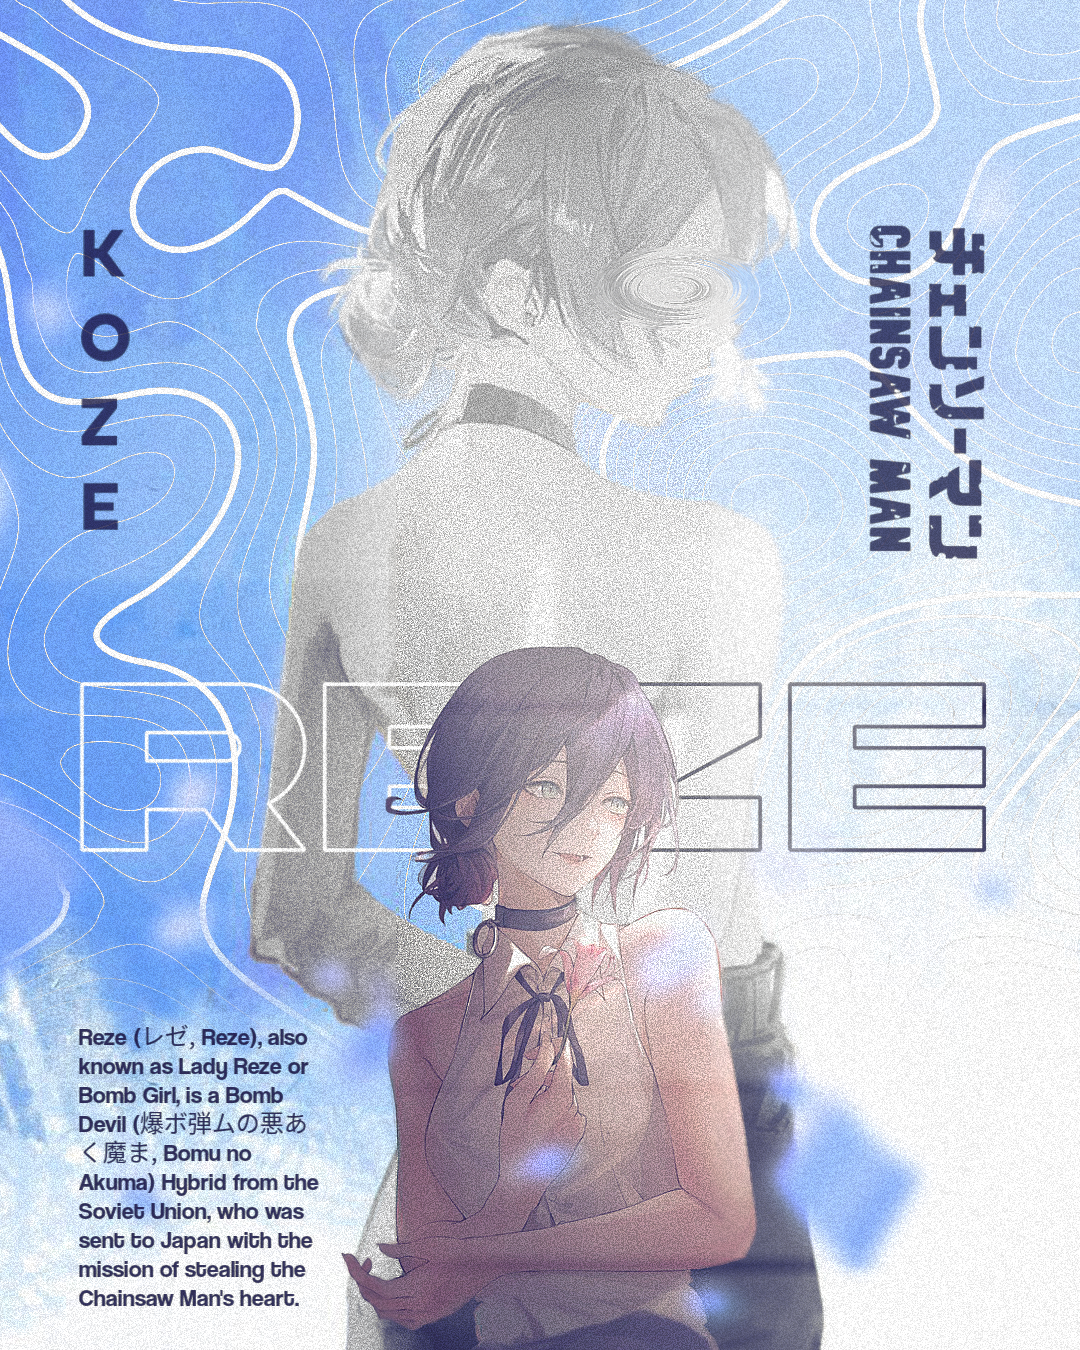 KOZE
チェンソーマン
CHAINSAW MAN
REZE
Reze (レゼ, Reze), also
known as Lady Reze or
Bomb Girl, is a Bomb
Devil (爆ボ弾ムの悪あ
く魔ま, Bomu no
Akuma) Hybrid from the
Soviet Union, who was
sent to Japan with the
mission of stealing the
Chainsaw Man's heart.